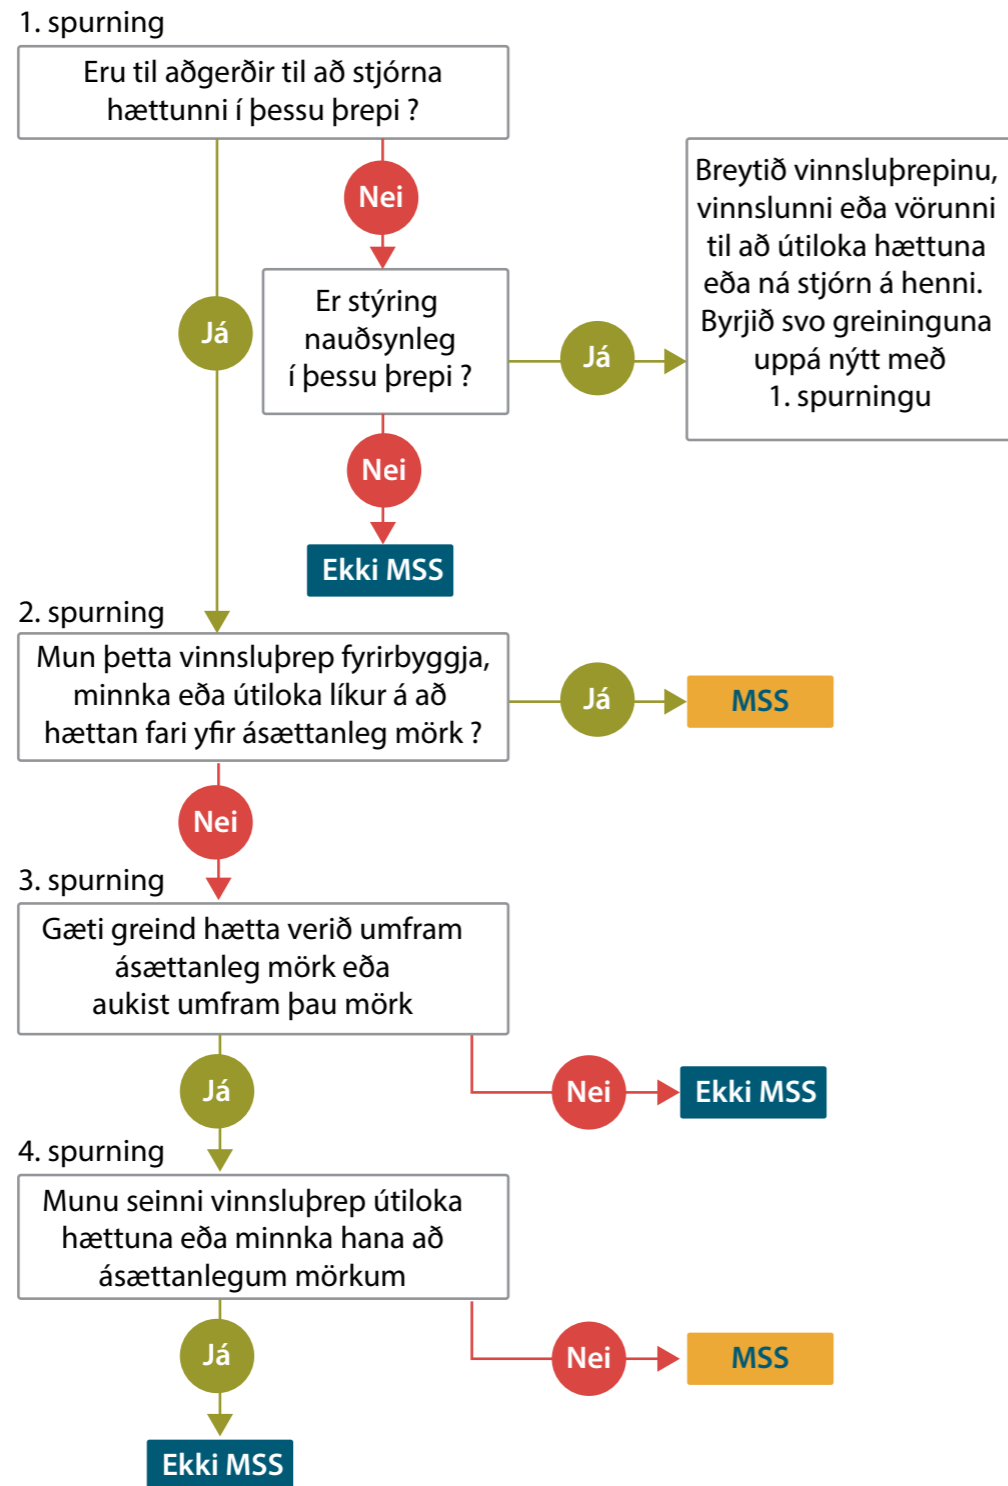 1. spurning
Eru til aðgerðir til að stjórna
hættunni í þessu þrepi ?
Nei
Já
Er stýring
nauðsynleg
í þessu þrepi ?
Já
Breytið vinnsluþrepinu,
vinnslunni eða vörunni
til að útiloka hættuna
eða ná stjórn á henni.
Byrjið svo greininguna
uppá nýtt með
1. spurningu
Nei
Ekki MSS
2. spurning
Mun þetta vinnsluþrep fyrirbyggja,
minnka eða útiloka líkur á að
hættan fari yfir ásættanleg mörk ?
Já
MSS
Nei
3. spurning
Gæti greind hætta verið umfram
ásættanleg mörk eða
aukist umfram þau mörk
Já
Nei
Ekki MSS
4. spurning
Munu seinni vinnsluþrep útiloka
hættuna eða minnka hana að
ásættanlegum mörkum
Já
Nei
MSS
Ekki MSS